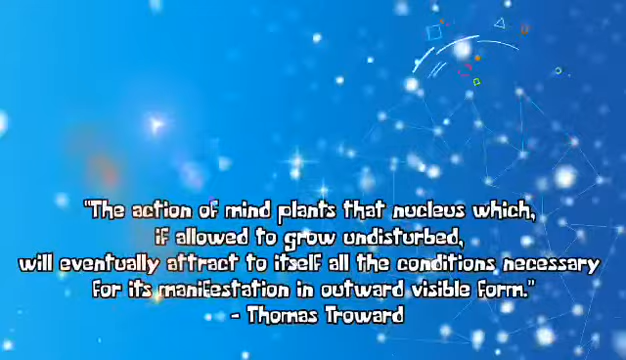 "The action of mind plants that nucleus which,
if allowed to grow undisturbed,
will eventually attract to itself all the conditions necessary
for its manifestation in outward visible form."
- Thomas Troward